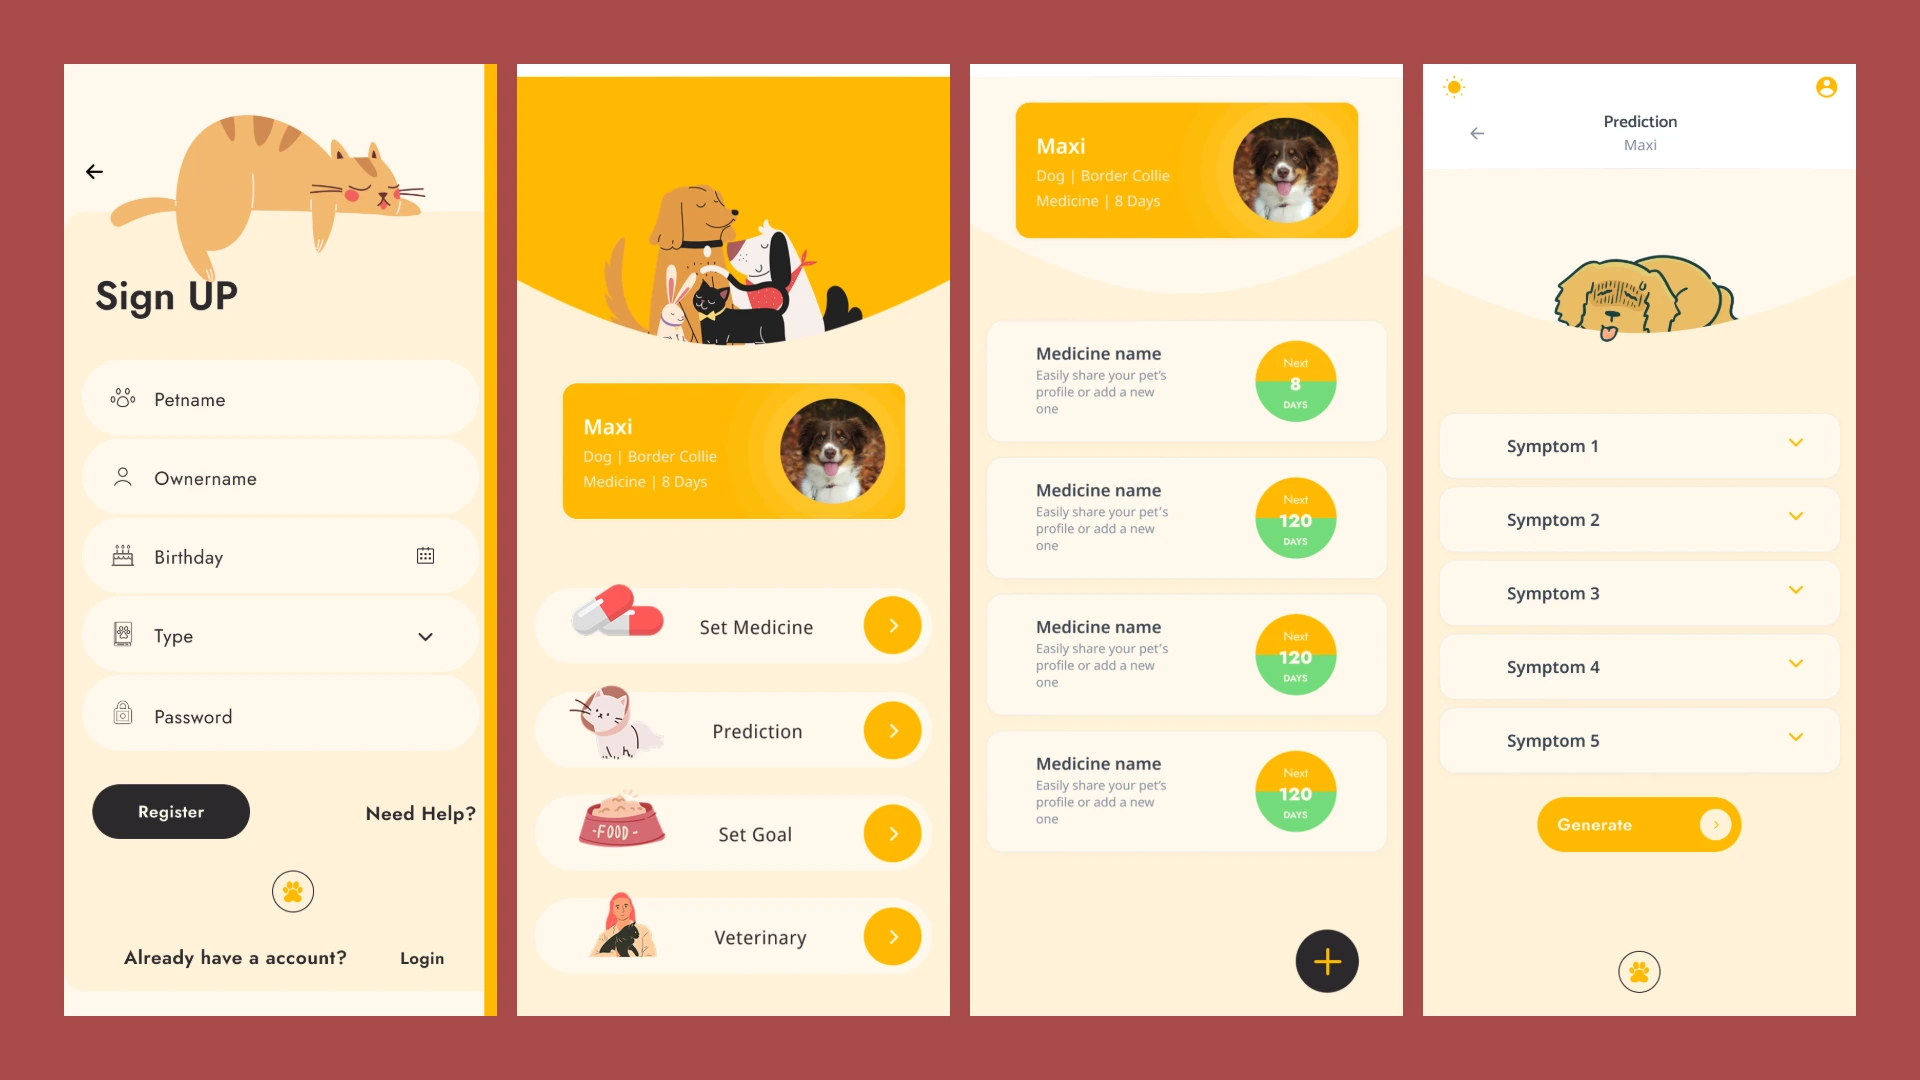 Sign UP
Petname
Ownername
Birthday
Type
Password
Register
Need Help?
Already have a account?
Login
Maxi
Dog | Border Collie
Medicine | 8 Days
Set Medicine
Prediction
-FOOD-
Set Goal
Veterinary
Maxi
Dog | Border Collie
Medicine | 8 Days
Medicine name
Easily share your pet's
profile or add a new
one
Next
8
DAYS
Medicine name
Easily share your pet's
profile or add a new
one
Next
120
DAYS
Medicine name
Easily share your pet's
profile or add a new
one
Next
120
DAYS
Medicine name
Easily share your pet's
profile or add a new
one
Next
120
DAYS
Prediction
Maxi
Symptom 1
Symptom 2
Symptom 3
Symptom 4
Symptom 5
Generate